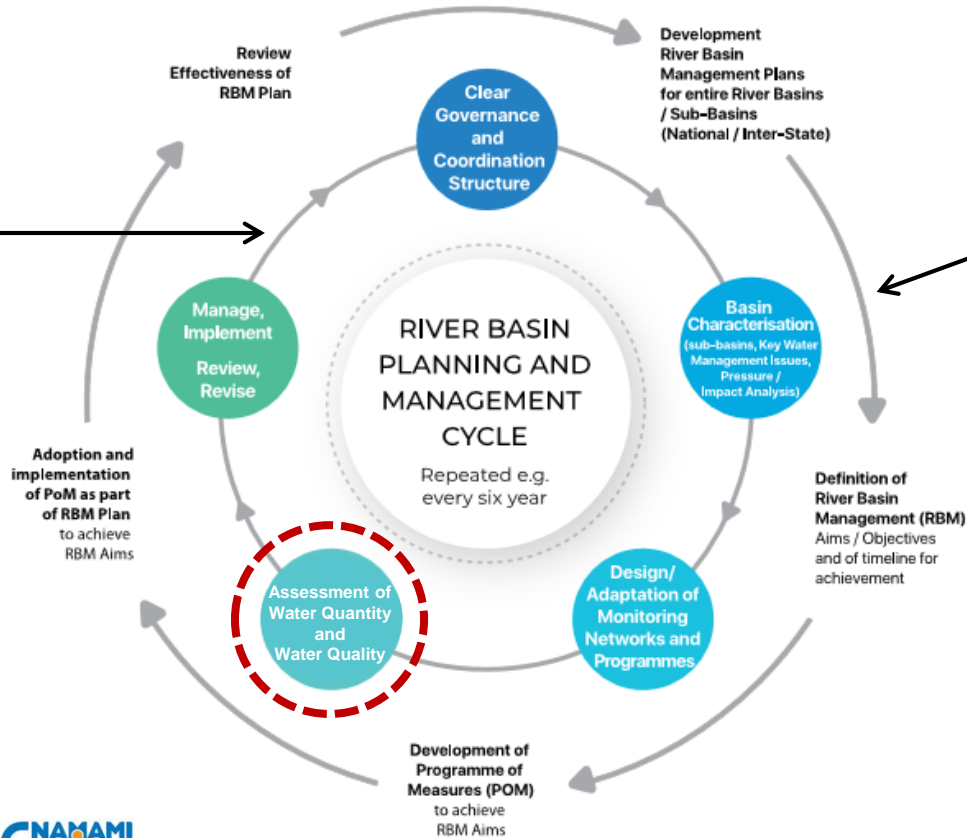 Review
Effectiveness of
RBM Plan
Development
River Basin
Management Plans
for entire River Basins
/ Sub-Basins
(National / Inter-State)
Clear
Governance
and
Coordination
Structure
Manage,
Implement
Review,
Revise
RIVER BASIN
PLANNING AND
MANAGEMENT
CYCLE
Repeated e.g.
every six year
Basin
Characterisation
(sub-basins, Key Water
Management Issues,
Pressure /
Impact Analysis)
Adoption and
implementation
of PoM as part
of RBM Plan
to achieve
RBM Aims
Definition of
River Basin
Management (RBM)
Aims / Objectives
and of timeline for
achievement
Assessment of
Water Quantity
and
Water Quality
Design/
Adaptation of
Monitoring
Networks and
Programmes
Development of
Programme of
Measures (POM)
to achieve
RBM Aims
NAMAMI